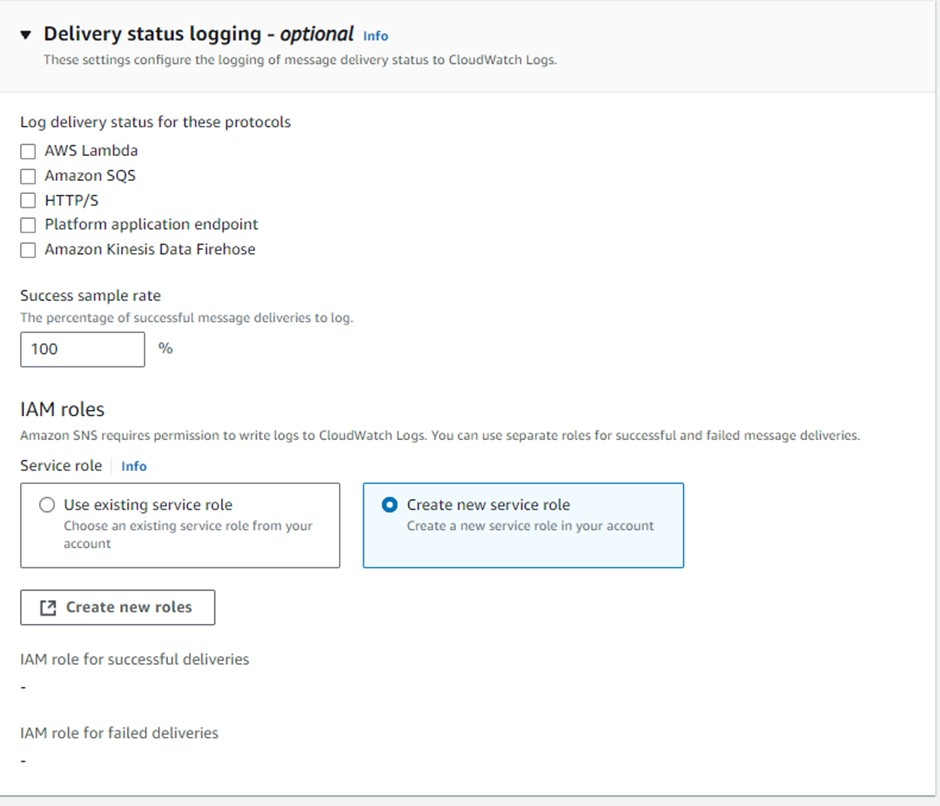 Delivery status logging - optional Info
These settings configure the logging of message delivery status to CloudWatch Logs.
Log delivery status for these protocols
AWS Lambda
Amazon SQS
HTTP/S
Platform application endpoint
Amazon Kinesis Data Firehose
Success sample rate
The percentage of successful message deliveries to log.
100 %
IAM roles
Amazon SNS requires permission to write logs to CloudWatch Logs. You can use separate roles for successful and failed message deliveries.
Service role Info
Use existing service role
Choose an existing service role from your
account
Create new service role
Create a new service role in your account
Create new roles
IAM role for successful deliveries
-
IAM role for failed deliveries
-